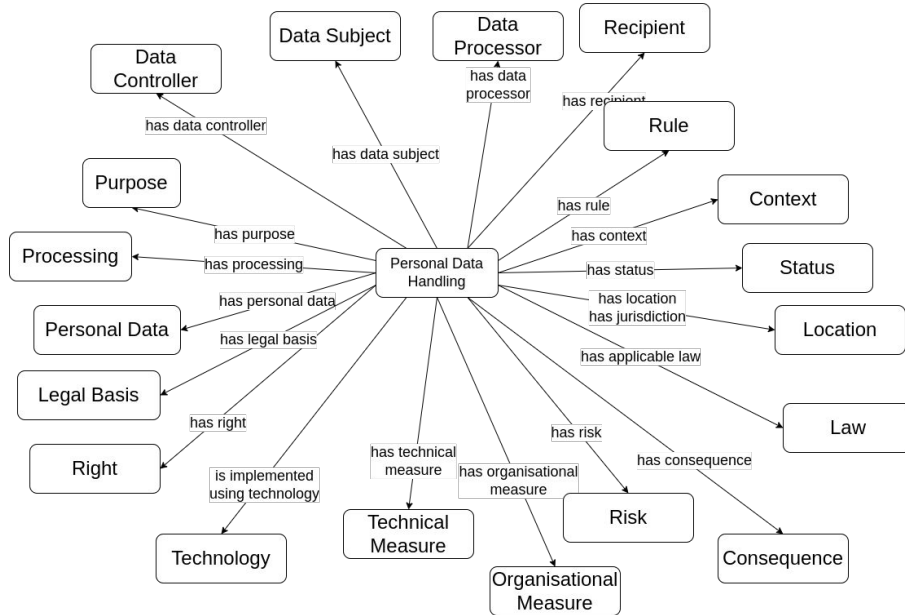 Data Subject
Data
Processor
Recipient
Data
Controller
has data
processor
has recipient
has data controller
Rule
has data subject
Purpose
Context
has rule
has purpose
has context
Processing
has processing
Personal Data
Handling
has status
Status
has personal data
has location
has jurisdiction
Personal Data
Location
has legal basis
has applicable law
Legal Basis
has right
has risk
Law
Right
has technical
measure
has consequence
is implemented
using technology
has organisational
measure
Technology
Technical
Measure
Risk
Consequence
Organisational
Measure